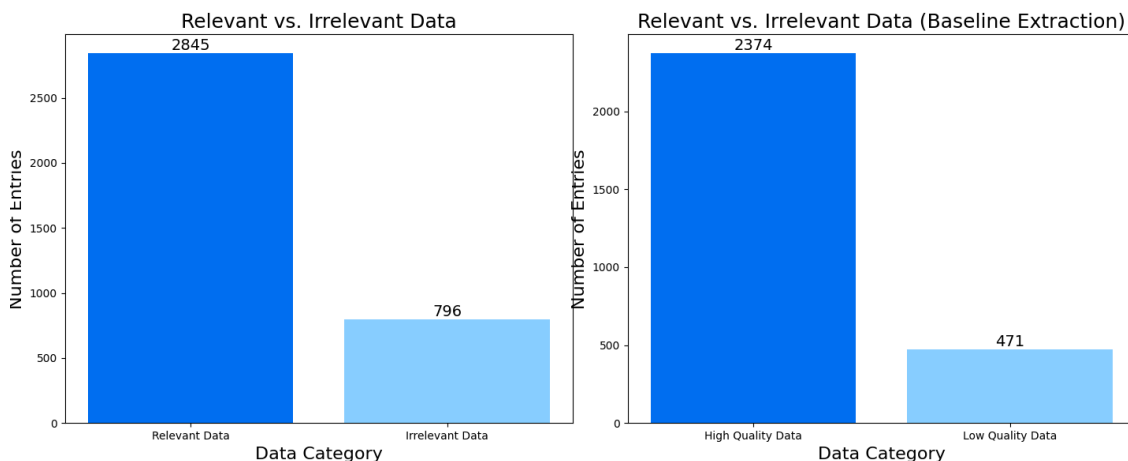 Relevant vs. Irrelevant Data
2845
796
2500
2000
1500
1000
500
0
Number of Entries
Relevant Data
Irrelevant Data
Data Category
Relevant vs. Irrelevant Data (Baseline Extraction)
2374
471
2000
1500
1000
500
0
Number of Entries
High Quality Data
Low Quality Data
Data Category